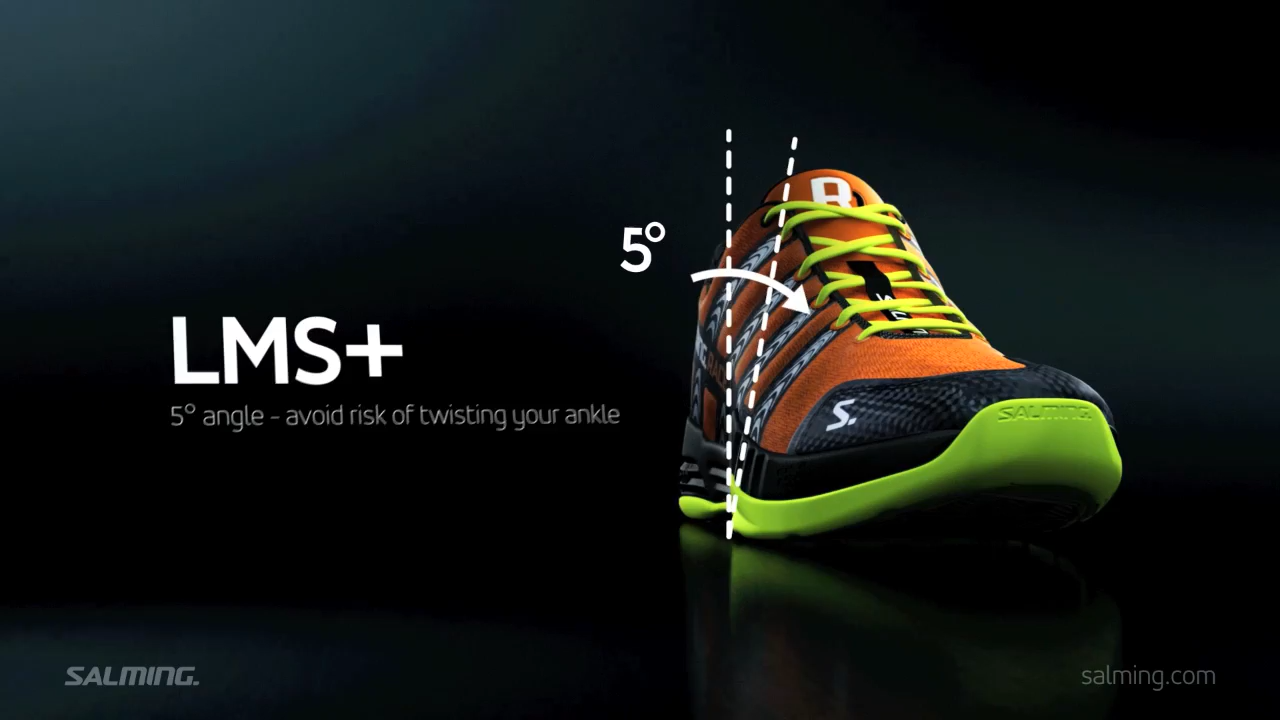 R
5°
LMS+
5° angle - avoid risk of twisting your ankle
S.
SALMING.
SALMING.
salming.com